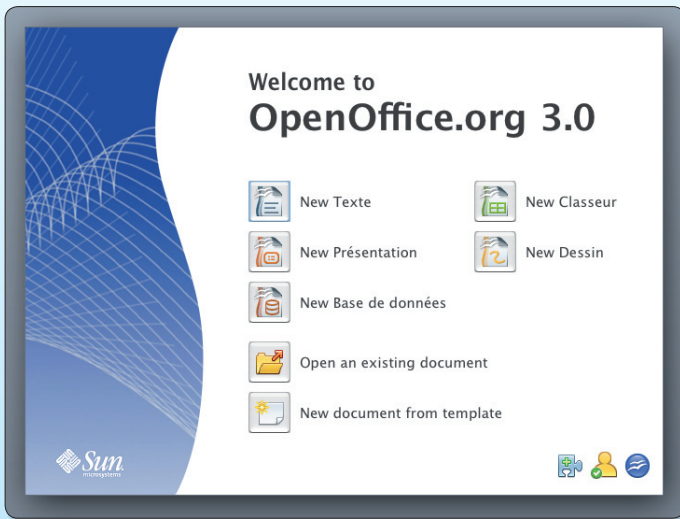 Welcome to
OpenOffice.org 3.0
New Texte
New Classeur
New Présentation
New Dessin
New Base de données
Open an existing document
New document from template
Sun
microsystems